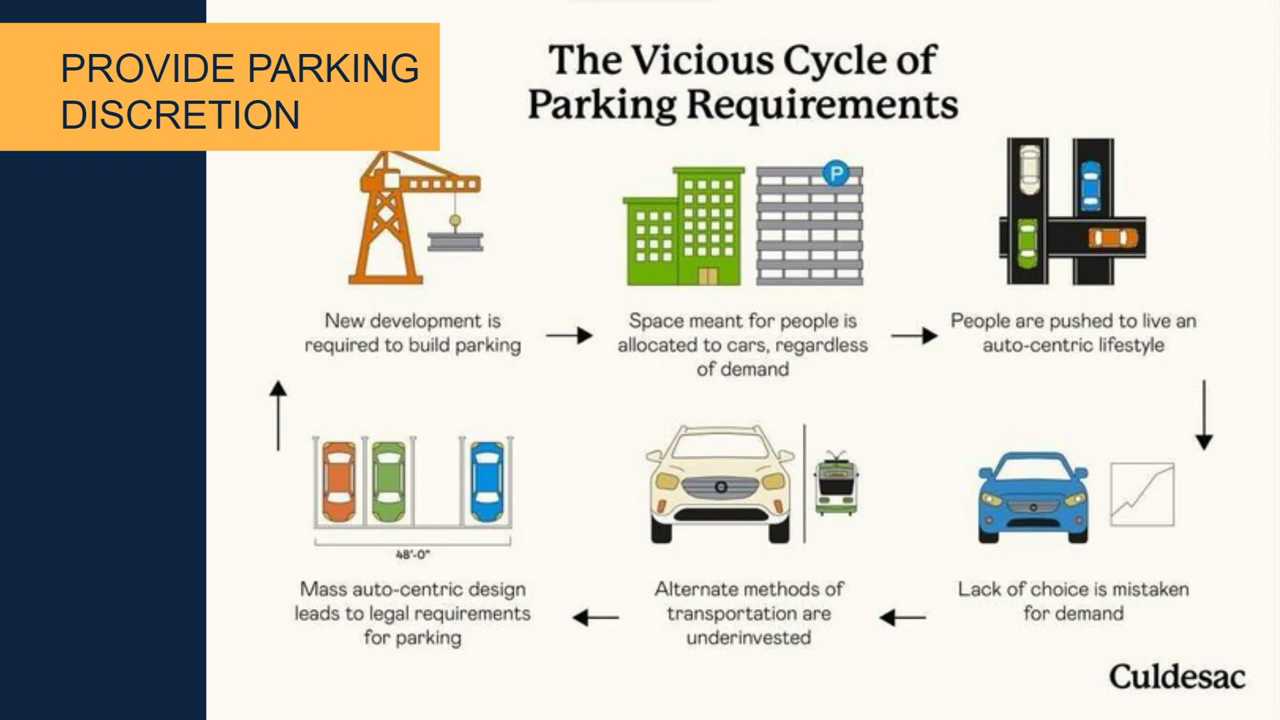 PROVIDE PARKING
DISCRETION
The Vicious Cycle of
Parking Requirements
P
New development is
required to build parking
Space meant for people is
allocated to cars, regardless
of demand
People are pushed to live an
auto-centric lifestyle
48'-0"
Mass auto-centric design
leads to legal requirements
for parking
Alternate methods of
transportation are
underinvested
Lack of choice is mistaken
for demand
Culdesac